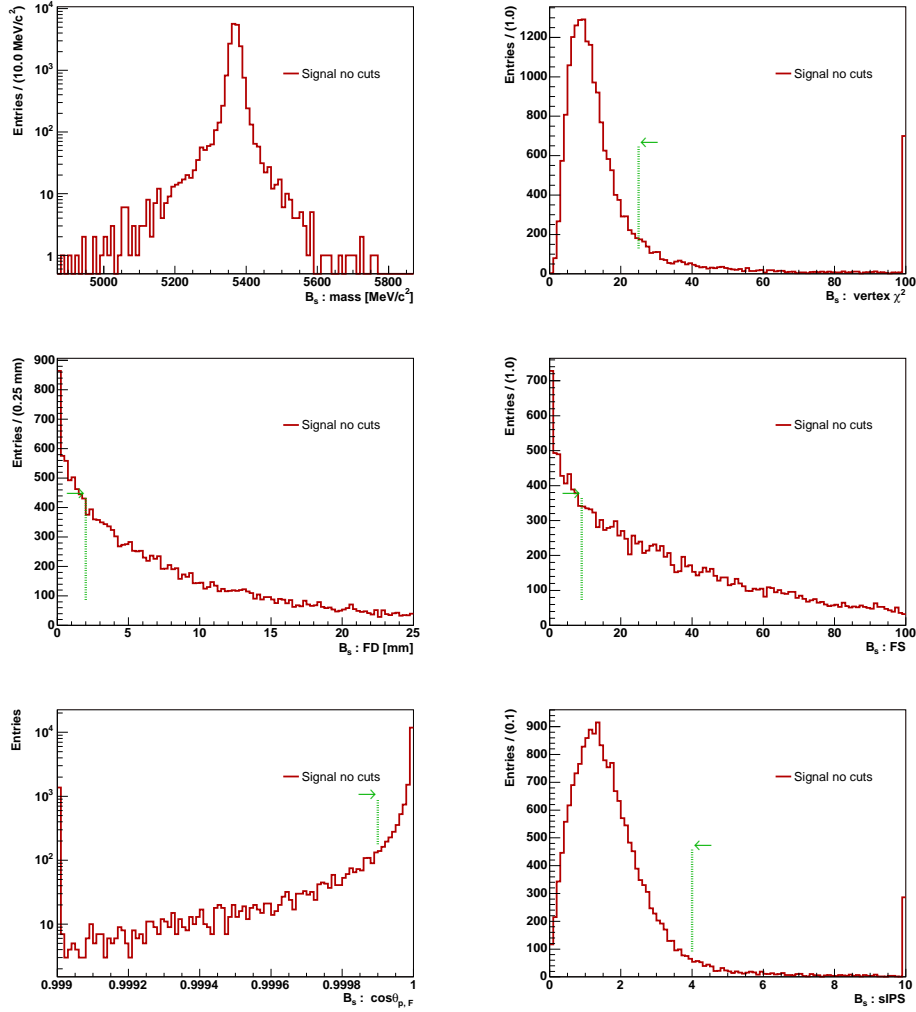 Entries / (10.0 MeV/c²)
10⁴
10³
10²
10
1
Signal no cuts
5000 5200 5400 5600 5800
Bₛ : mass [MeV/c²]
Entries / (1.0)
1200
1000
800
600
400
200
0
Signal no cuts
0 20 40 60 80 100
Bₛ : vertex χ²
Entries / (0.25 mm)
900
800
700
600
500
400
300
200
100
0
Signal no cuts
0 5 10 15 20 25
Bₛ : FD [mm]
Entries / (1.0)
700
600
500
400
300
200
100
0
Signal no cuts
0 20 40 60 80 100
Bₛ : FS
Entries
10⁴
10³
10²
10
Signal no cuts
0.999 0.9992 0.9994 0.9996 0.9998 1
Bₛ : cosθp, F
Entries / (0.1)
900
800
700
600
500
400
300
200
100
0
Signal no cuts
0 2 4 6 8 10
Bₛ : sIPS